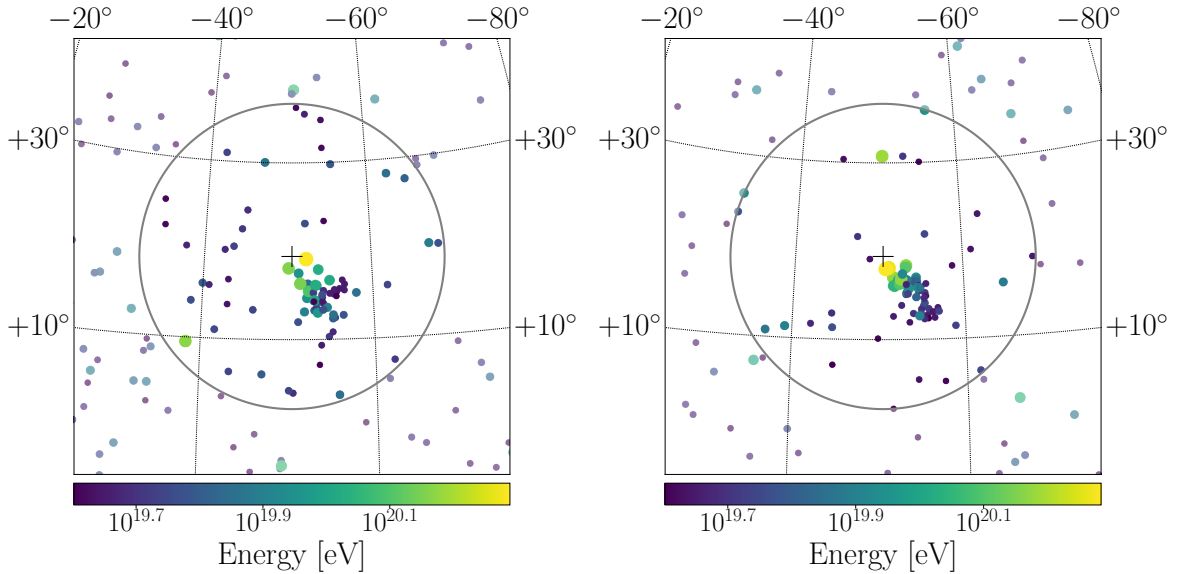 −20° −40° −60° −80° −20° −40° −60° −80°
+30° +30° +30° +30°
+10° +10° +10° +10°
10^19.7 10^19.9 10^20.1 10^19.7 10^19.9 10^20.1
Energy [eV] Energy [eV]